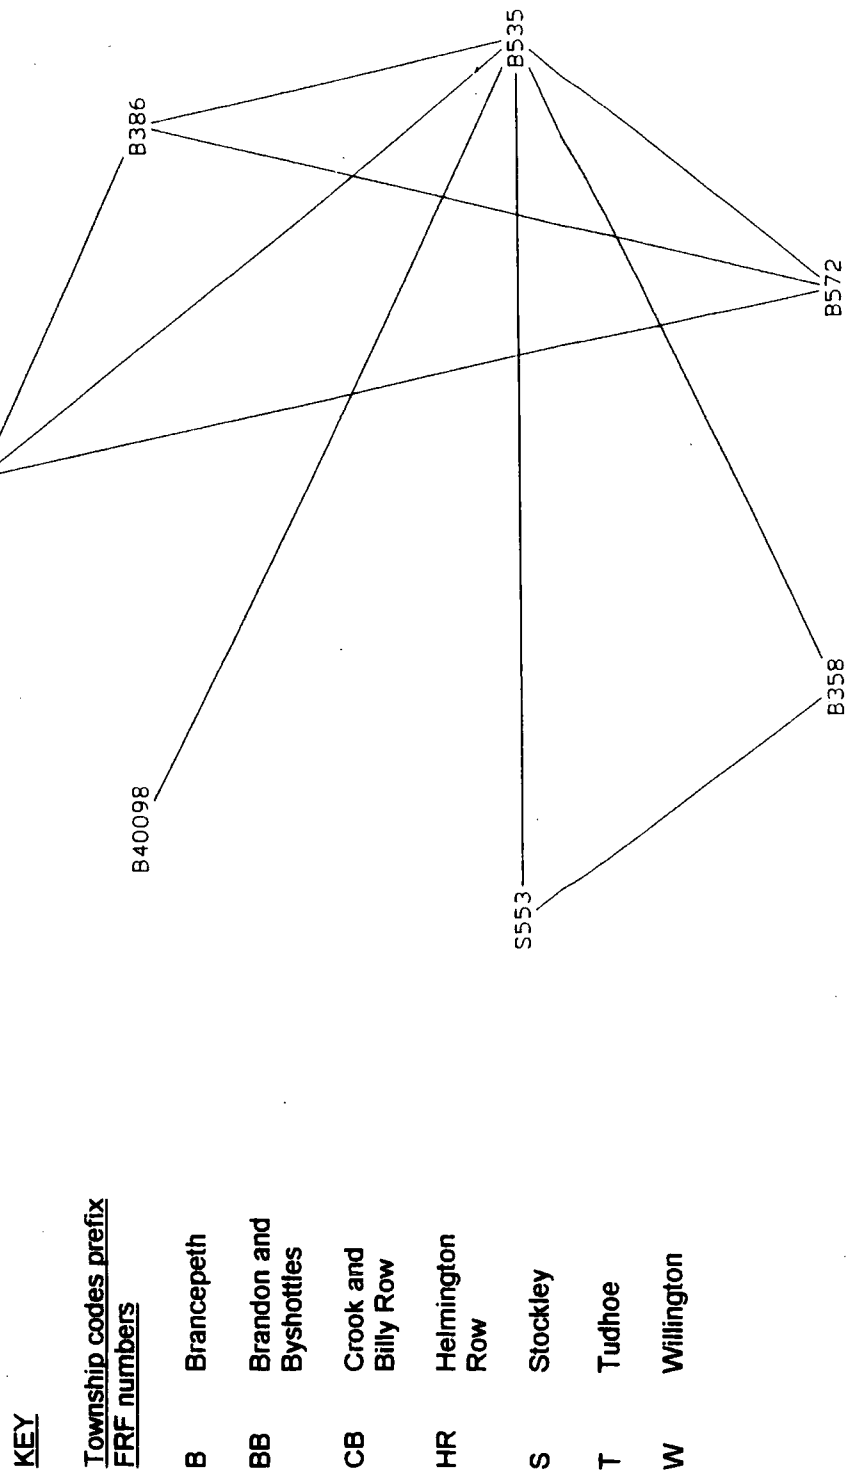 KEY
Township codes prefix
FRF numbers
B Brancepeth
BB Brandon and
Byshottles
CB Crook and
Billy Row
HR Helmington
Row
S Stockley
T Tudhoe
W Willington
B386
B535
B40098
S553
B572
B358